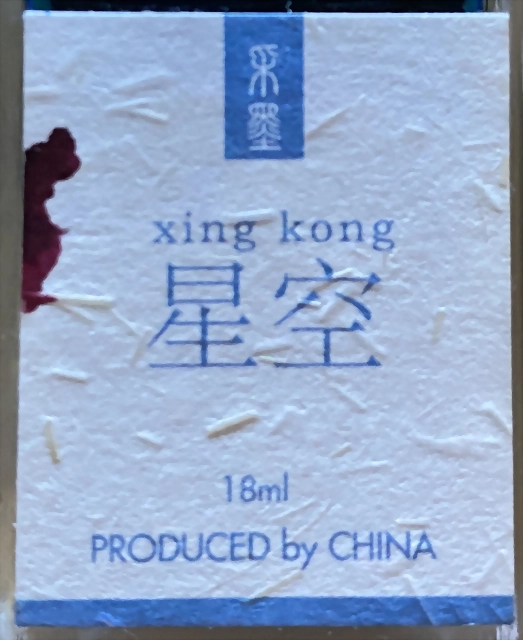 采墨
xing kong
星空
18ml
PRODUCED by CHINA